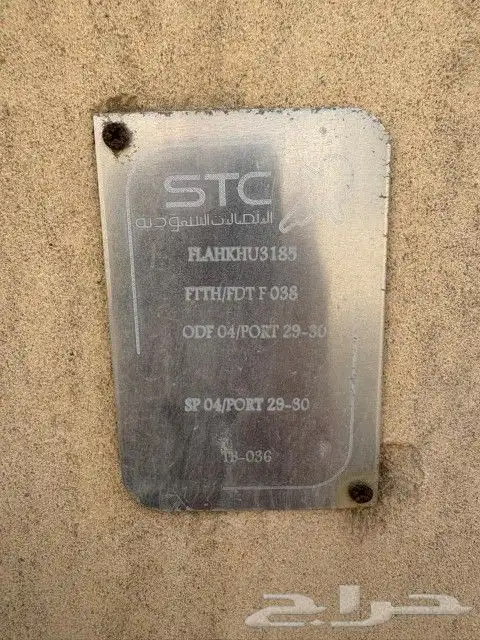 STC
الاتصالات السعودية
FLAHKHU3185
FTTH/FDT F 038
ODF 04/PORT 29-30
SP 04/PORT 29-30
TB-036
حراج